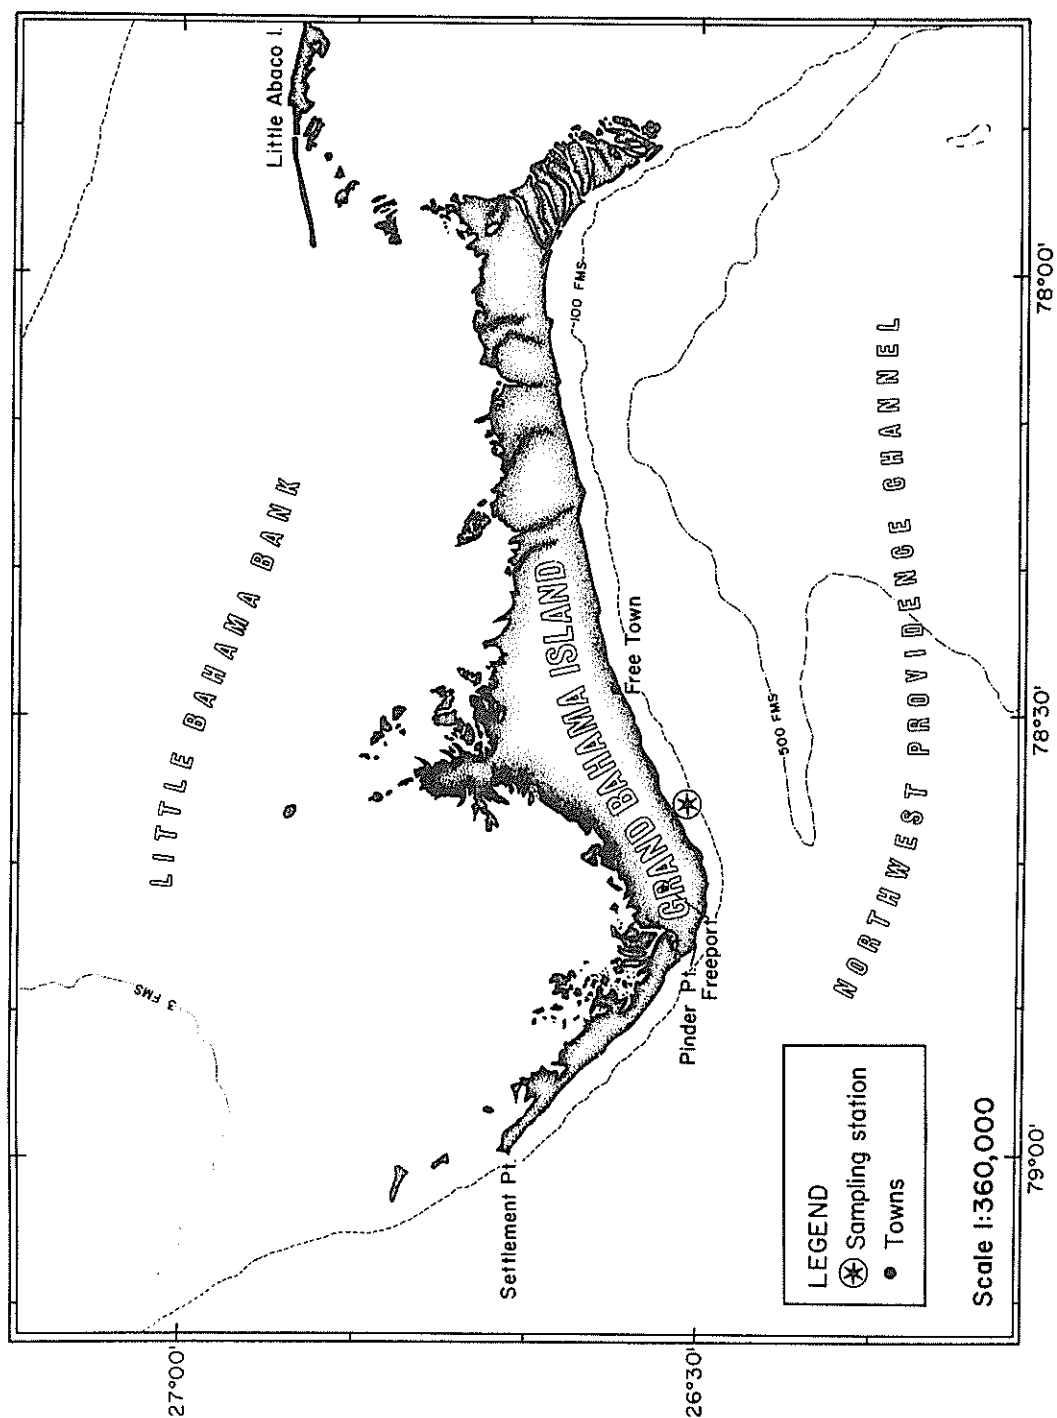 Little Abaco I.
LITTLE BAHAMA BANK
3 FMS
100 FMS
GRAND BAHAMA ISLAND
Free Town
500 FMS
Settlement Pt.
Pinder Pt.
Freeport
NORTHWEST PROVIDENCE CHANNEL
LEGEND
Sampling station
Towns
Scale 1:360,000
27°00'
26°30'
79°00'
78°30'
78°00'